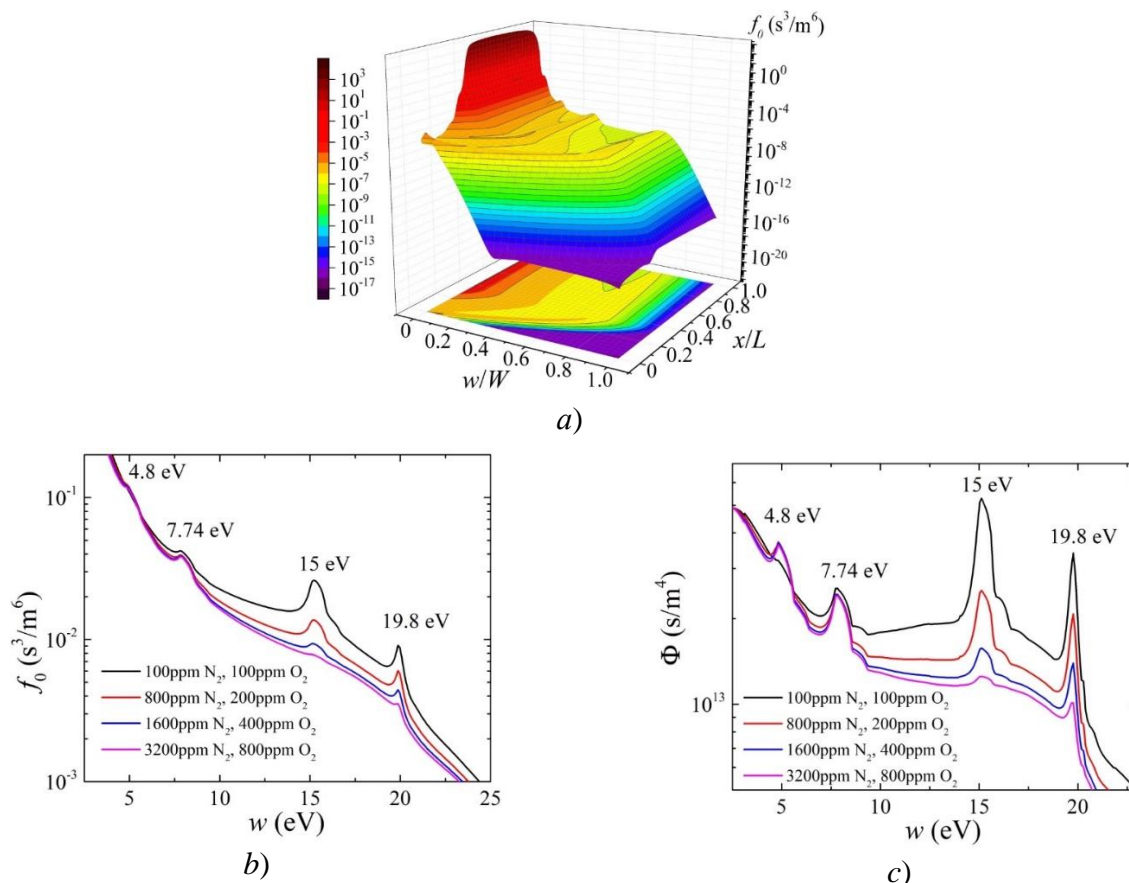 f₀ (s³/m⁶)
10³
10¹
10⁻¹
10⁻³
10⁻⁵
10⁻⁷
10⁻⁹
10⁻¹¹
10⁻¹³
10⁻¹⁵
10⁻¹⁷
10⁰
10⁻⁴
10⁻⁸
10⁻¹²
10⁻¹⁶
10⁻²⁰
0 0.2 0.4 0.6 0.8 1.0
w/W
0 0.2 0.4 0.6 0.8 1.0
x/L
a)
f₀ (s³/m⁶)
10⁻¹
10⁻²
10⁻³
4.8 eV
7.74 eV
15 eV
19.8 eV
100ppm N₂, 100ppm O₂
800ppm N₂, 200ppm O₂
1600ppm N₂, 400ppm O₂
3200ppm N₂, 800ppm O₂
5 10 15 20 25
w (eV)
b)
Φ (s/m⁴)
10¹³
4.8 eV
7.74 eV
15 eV
19.8 eV
100ppm N₂, 100ppm O₂
800ppm N₂, 200ppm O₂
1600ppm N₂, 400ppm O₂
3200ppm N₂, 800ppm O₂
5 10 15 20
w (eV)
c)